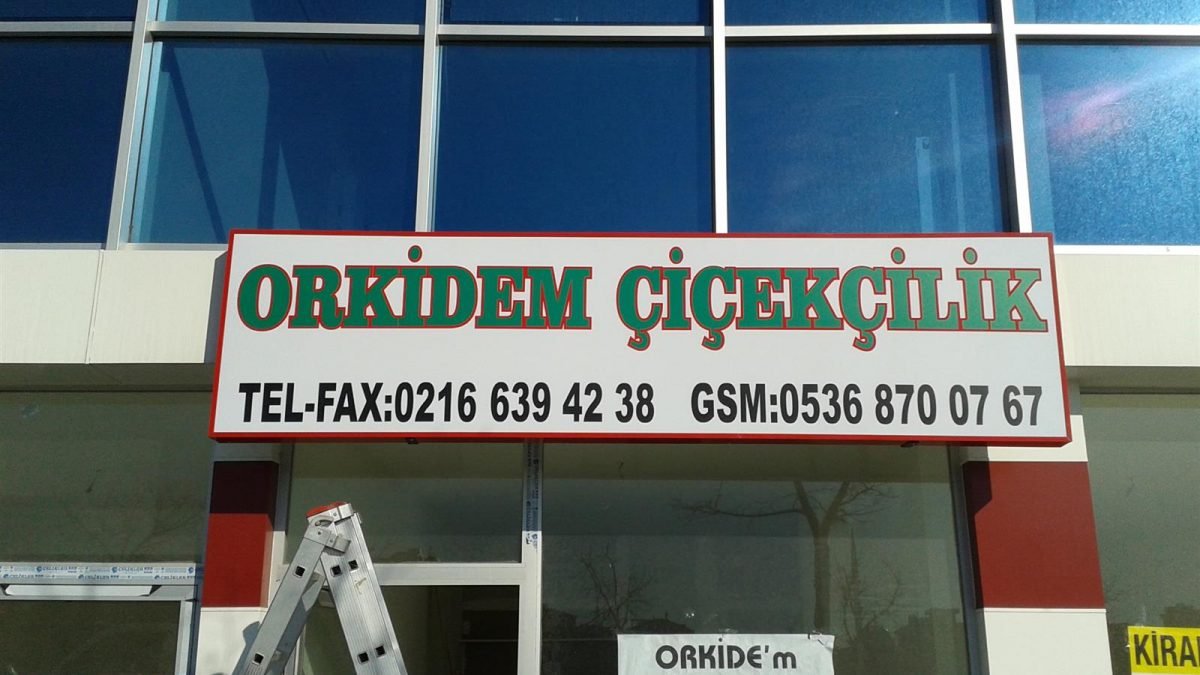 ORKİDEM ÇİÇEKÇİLİK
TEL-FAX:0216 639 42 38 GSM:0536 870 07 67
ORKİDE'm